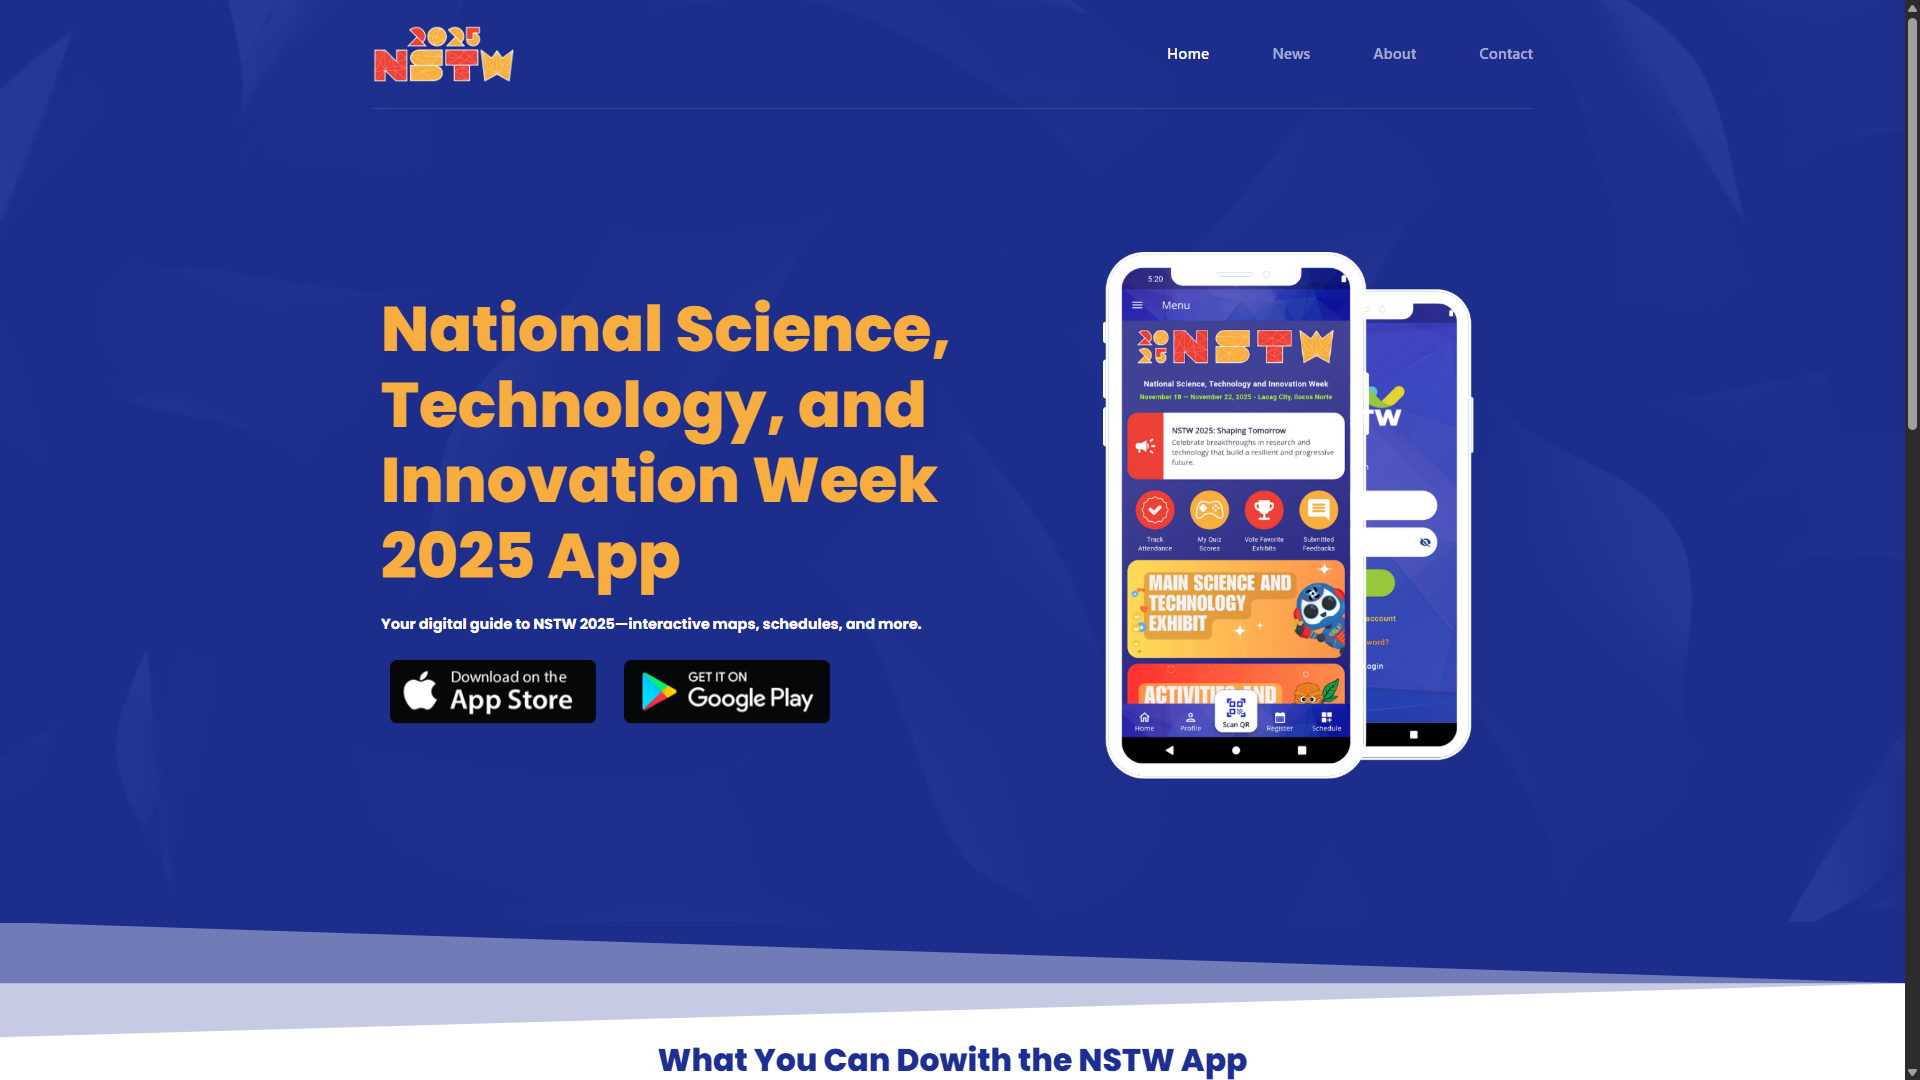 2025
NSTW
Home
News
About
Contact
National Science,
Technology, and
Innovation Week
2025 App
Your digital guide to NSTW 2025—interactive maps, schedules, and more.
Download on the
App Store
GET IT ON
Google Play
5:20
Menu
2025 NSTW
National Science, Technology and Innovation Week
November 18 — November 22, 2025 - Laoag City, Ilocos Norte
NSTW 2025: Shaping Tomorrow
Celebrate breakthroughs in research and
technology that build a resilient and progressive
future.
Track
Attendance
My Quiz
Scores
Vote Favorite
Exhibits
Submitted
Feedbacks
MAIN SCIENCE AND
TECHNOLOGY
EXHIBIT
ACTIVITIES AND
Home
Profile
Scan QR
Register
Schedule
TW
account
word?
ogin
What You Can Dowith the NSTW App